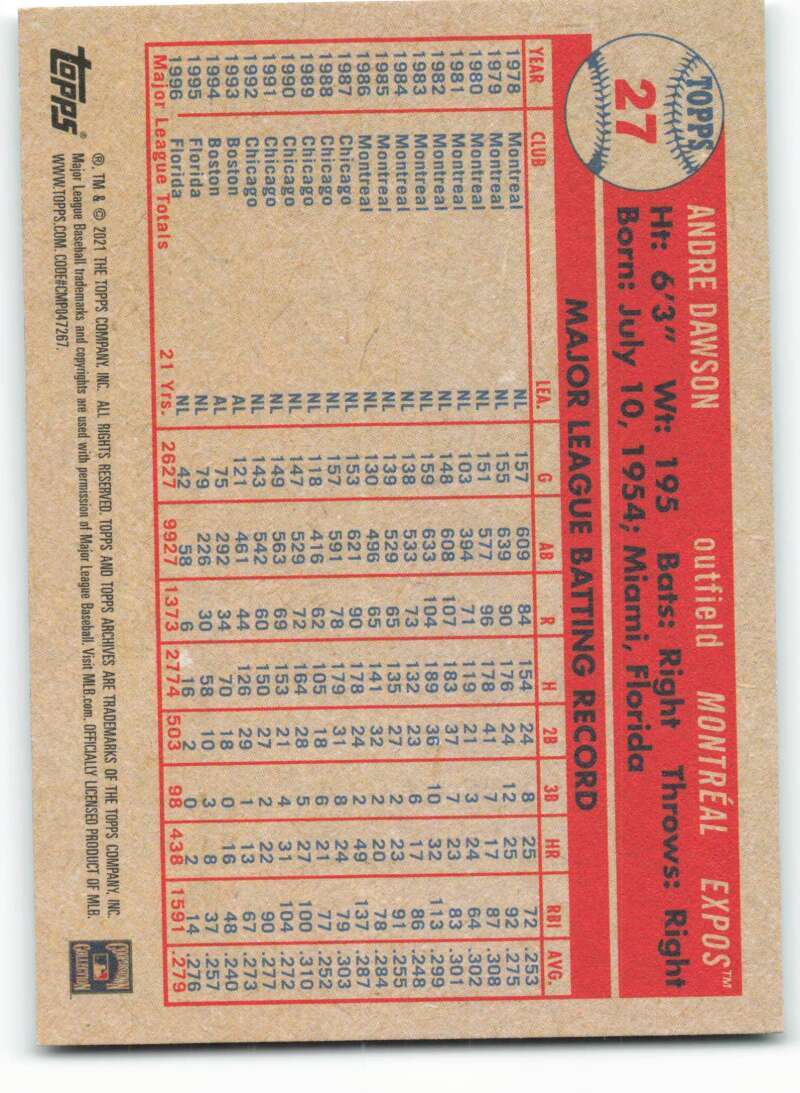 TOPPS
27
ANDRE DAWSON outfield MONTRÉAL EXPOS™
Ht: 6'3" Wt: 195 Bats: Right Throws: Right
Born: July 10, 1954; Miami, Florida
MAJOR LEAGUE BATTING RECORD
YEAR CLUB LEA. G AB R H 2B 3B HR RBI AVG.
1978 Montreal NL 157 609 84 154 24 8 25 72 .253
1979 Montreal NL 155 639 90 176 24 12 25 92 .275
1980 Montreal NL 151 577 96 178 41 7 17 87 .308
1981 Montreal NL 103 394 71 119 21 3 24 64 .302
1982 Montreal NL 148 608 107 183 37 7 23 83 .301
1983 Montreal NL 159 633 104 189 36 10 32 113 .299
1984 Montreal NL 138 533 73 132 23 6 17 86 .248
1985 Montreal NL 139 529 65 135 27 2 23 91 .255
1986 Montreal NL 130 496 65 141 32 2 20 78 .284
1987 Chicago NL 153 621 90 178 24 2 49 137 .287
1988 Chicago NL 157 591 78 179 31 8 24 79 .303
1989 Chicago NL 118 416 62 105 18 6 21 77 .252
1990 Chicago NL 147 529 72 164 28 5 27 100 .310
1991 Chicago NL 149 563 69 153 21 4 31 104 .272
1992 Chicago NL 143 542 60 150 27 2 22 90 .277
1993 Boston AL 121 461 44 126 29 1 13 67 .273
1994 Boston AL 75 292 34 70 18 0 16 48 .240
1995 Florida NL 79 226 30 58 10 3 8 37 .257
1996 Florida NL 42 58 6 16 2 0 2 14 .276
Major League Totals 21 Yrs. 2627 9927 1373 2774 503 98 438 1591 .279
topps®
®, TM & © 2021 THE TOPPS COMPANY, INC. ALL RIGHTS RESERVED. TOPPS AND TOPPS ARCHIVES ARE TRADEMARKS OF THE TOPPS COMPANY, INC.
Major League Baseball trademarks and copyrights are used with permission of Major League Baseball. Visit MLB.com. OFFICIALLY LICENSED PRODUCT OF MLB.
WWW.TOPPS.COM. CODE#CMP047267.
COOPERSTOWN
COLLECTION